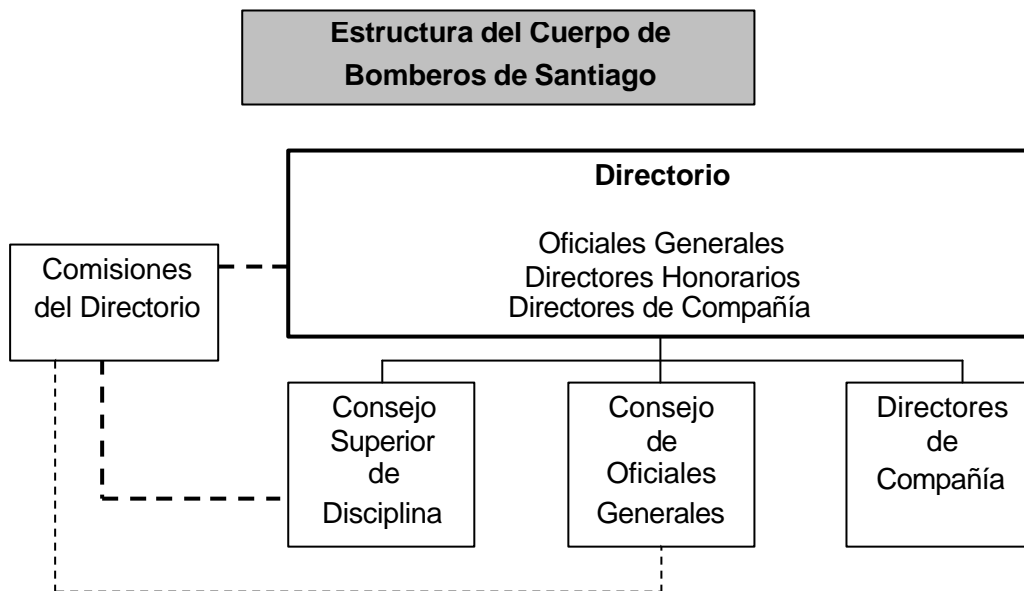 Estructura del Cuerpo de
Bomberos de Santiago
Directorio
Oficiales Generales
Directores Honorarios
Directores de Compañía
Comisiones
del Directorio
Consejo
Superior
de
Disciplina
Consejo
de
Oficiales
Generales
Directores
de
Compañía